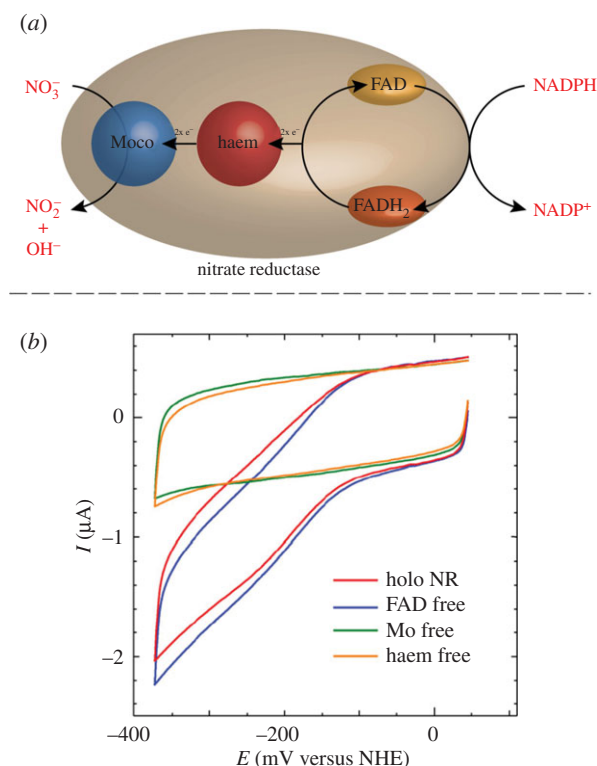 (a)
NO₃⁻
FAD
NADPH
Moco
2x e⁻
haem
2x e⁻
FADH₂
NO₂⁻
+
OH⁻
NADP⁺
nitrate reductase
(b)
0
−1
−2
I (µA)
holo NR
FAD free
Mo free
haem free
−400
−200
0
E (mV versus NHE)